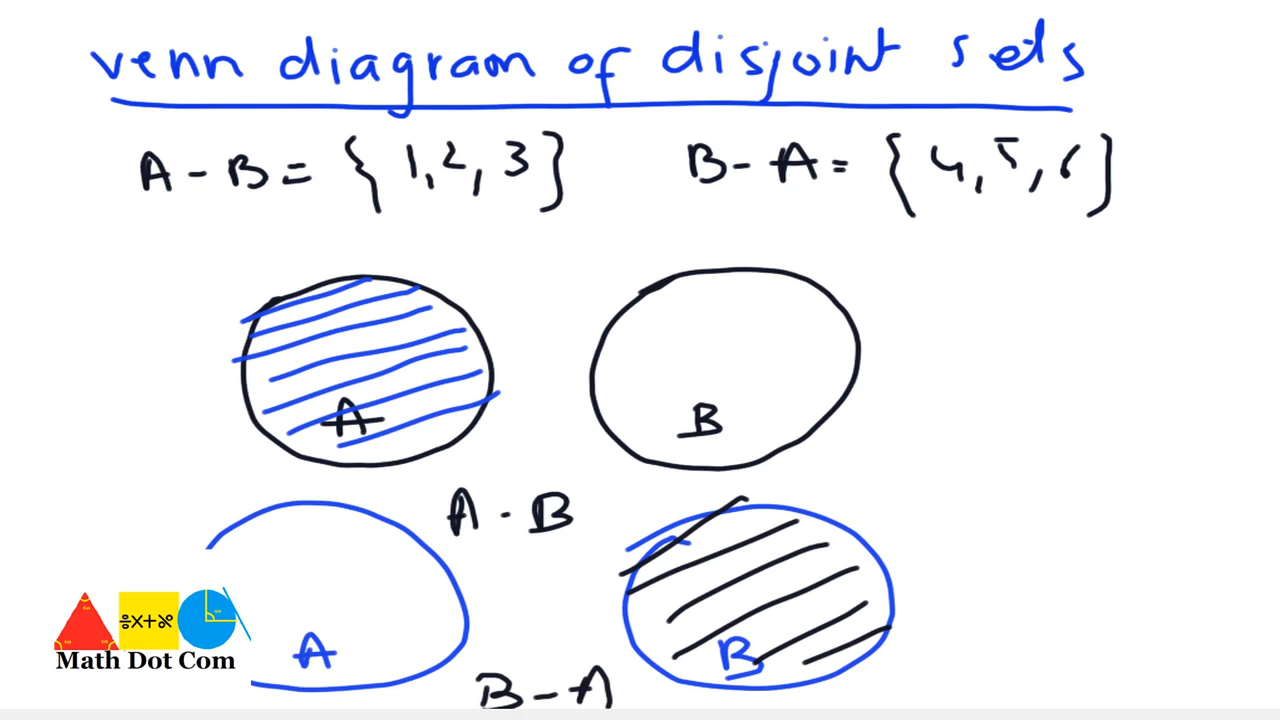 venn diagram of disjoint sets
A - B = { 1, 2, 3 } B - A = { 4, 5, 6 }
A B
A - B
A B
÷x+%
Math Dot Com
B - A